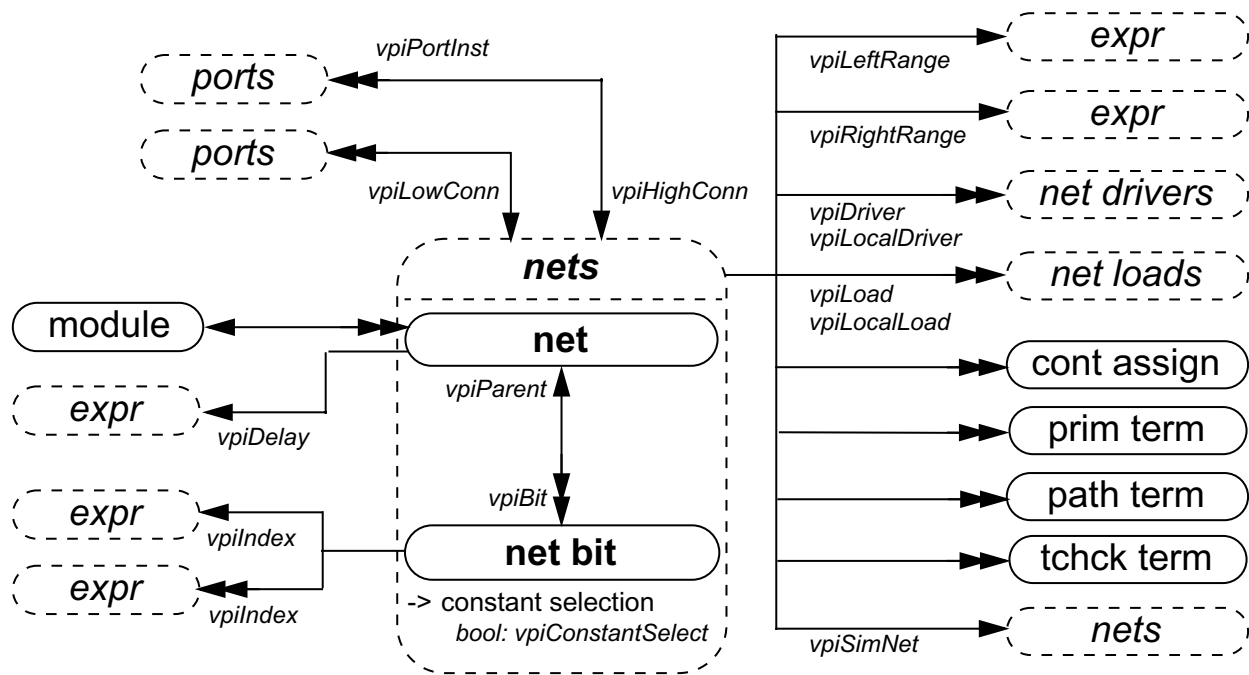 vpiPortInst
ports
ports
vpiLowConn
vpiHighConn
nets
module
net
expr
vpiDelay
vpiParent
vpiBit
expr
vpiIndex
expr
vpiIndex
net bit
-> constant selection
bool: vpiConstantSelect
expr
vpiLeftRange
expr
vpiRightRange
net drivers
vpiDriver
vpiLocalDriver
net loads
vpiLoad
vpiLocalLoad
cont assign
prim term
path term
tchck term
nets
vpiSimNet